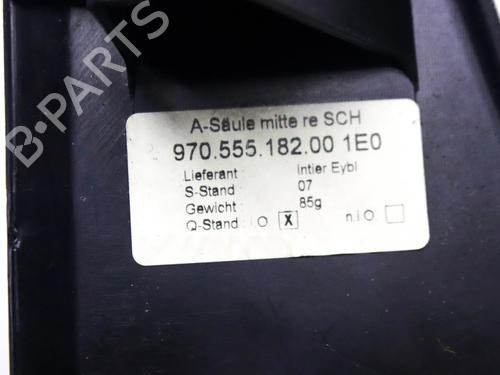 A-Säule mitte re SCH
970.555.182.00 1E0
Lieferant : Intier Eybl
S-Stand : 07
Gewicht : 85g
Q-Stand : i O X n.i O
B-PARTS